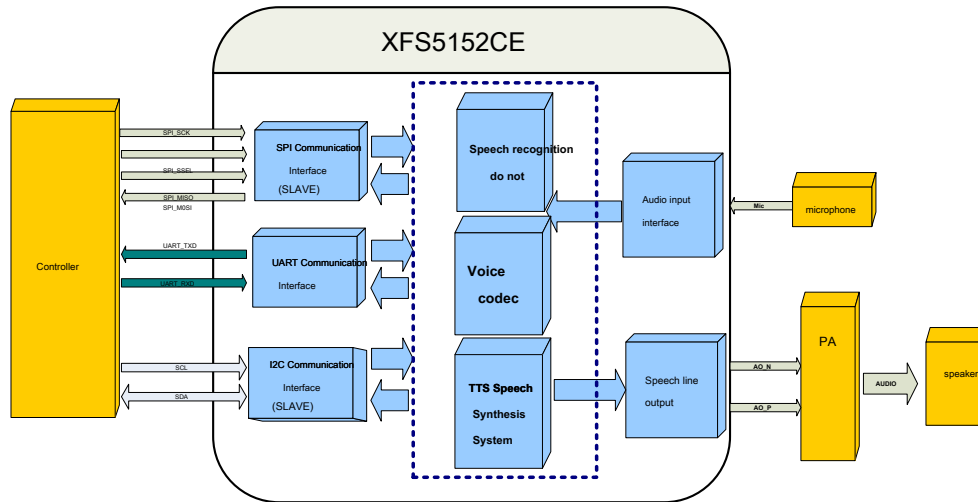 XFS5152CE
Controller
SPI_SCK
SPI_SSEL
SPI_MISO
SPI_M0SI
UART_TXD
UART_RXD
SCL
SDA
SPI Communication
Interface
(SLAVE)
UART Communication
Interface
I2C Communication
Interface
(SLAVE)
Speech recognition
do not
Voice
codec
TTS Speech
Synthesis
System
Audio input
interface
Speech line
output
Mic
microphone
AO_N
AO_P
PA
AUDIO
speaker